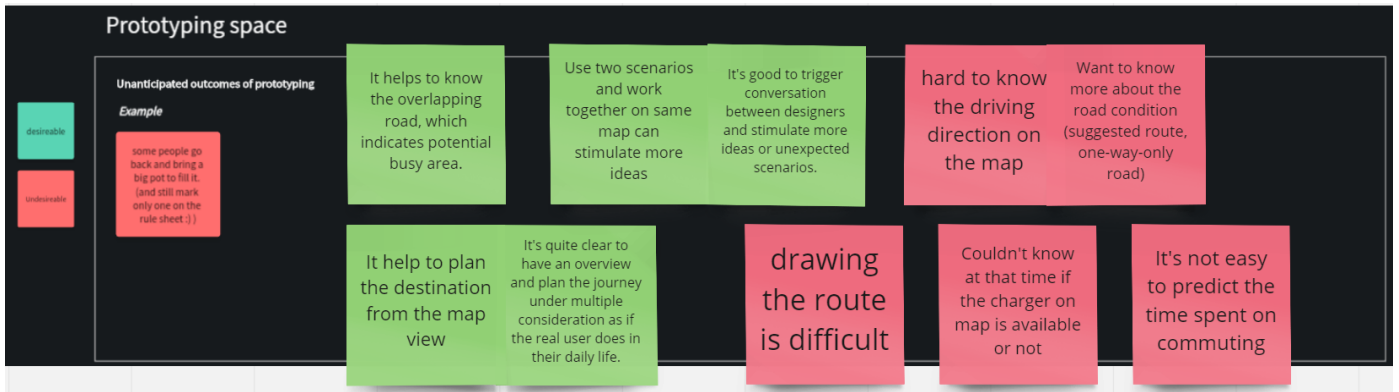 Prototyping space
Unanticipated outcomes of prototyping
Example
desireable
Undesireable
some people go
back and bring a
big pot to fill it.
(and still mark
only one on the
rule sheet :) )
It helps to know
the overlapping
road, which
indicates potential
busy area.
Use two scenarios
and work
together on same
map can
stimulate more
ideas
It's good to trigger
conversation
between designers
and stimulate more
ideas or unexpected
scenarios.
hard to know
the driving
direction on
the map
Want to know
more about the
road condition
(suggested route,
one-way-only
road)
It help to plan
the destination
from the map
view
It's quite clear to
have an overview
and plan the journey
under multiple
consideration as if
the real user does in
their daily life.
drawing
the route
is difficult
Couldn't know
at that time if
the charger on
map is available
or not
It's not easy
to predict the
time spent on
commuting